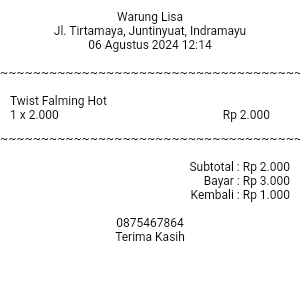 Warung Lisa
Jl. Tirtamaya, Juntinyuat, Indramayu
06 Agustus 2024 12:14
~~~~~~~~~~~~~~~~~~~~~~~~~~~~~~~~~~~~~
Twist Falming Hot
1 x 2.000 Rp 2.000
~~~~~~~~~~~~~~~~~~~~~~~~~~~~~~~~~~~~~
Subtotal : Rp 2.000
Bayar : Rp 3.000
Kembali : Rp 1.000
0875467864
Terima Kasih